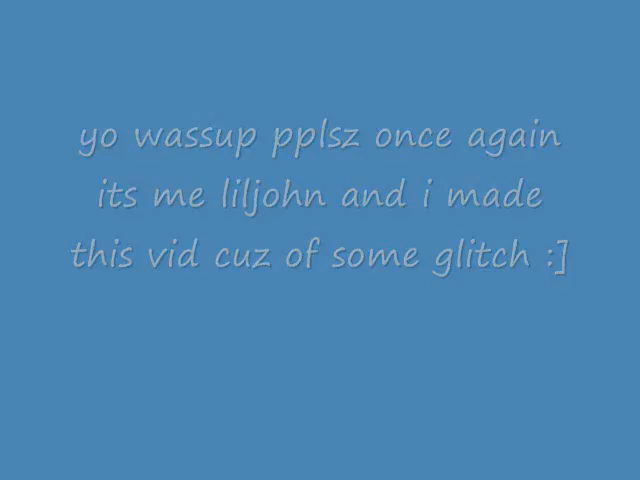 yo wassup pplsz once again
its me liljohn and i made
this vid cuz of some glitch :]